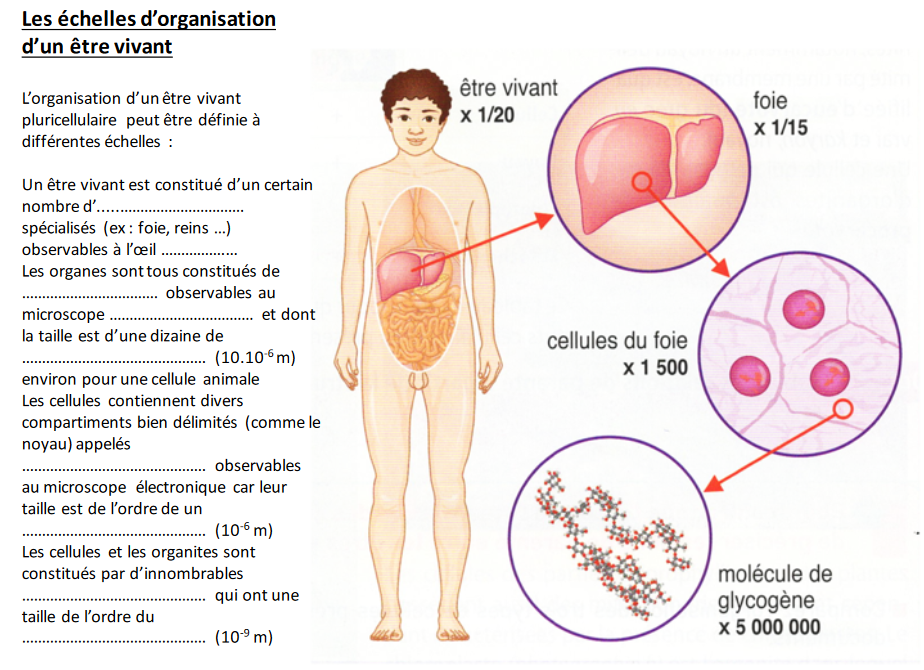 Les échelles d’organisation
d’un être vivant
L’organisation d’un être vivant
pluricellulaire peut être définie à
différentes échelles :
Un être vivant est constitué d’un certain
nombre d’......................................
spécialisés (ex : foie, reins …)
observables à l’œil ....................
Les organes sont tous constitués de
................................... observables au
microscope ..................................... et dont
la taille est d’une dizaine de
............................................... (10.10-6 m)
environ pour une cellule animale
Les cellules contiennent divers
compartiments bien délimités (comme le
noyau) appelés
............................................... observables
au microscope électronique car leur
taille est de l’ordre de un
............................................... (10-6 m)
Les cellules et les organites sont
constitués par d’innombrables
............................................... qui ont une
taille de l’ordre du
............................................... (10-9 m)
être vivant
x 1/20
foie
x 1/15
cellules du foie
x 1 500
molécule de
glycogène
x 5 000 000